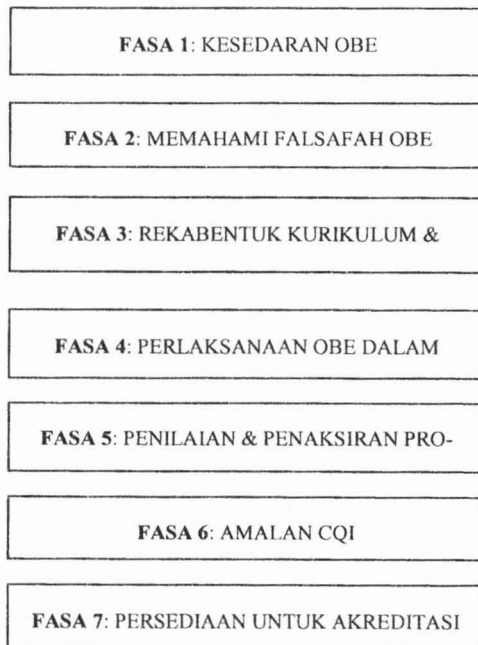 FASA 1: KESEDARAN OBE
FASA 2: MEMAHAMI FALSAFAH OBE
FASA 3: REKABENTUK KURIKULUM &
FASA 4: PERLAKSANAAN OBE DALAM
FASA 5: PENILAIAN & PENAKSIRAN PRO-
FASA 6: AMALAN CQI
FASA 7: PERSEDIAAN UNTUK AKREDITASI